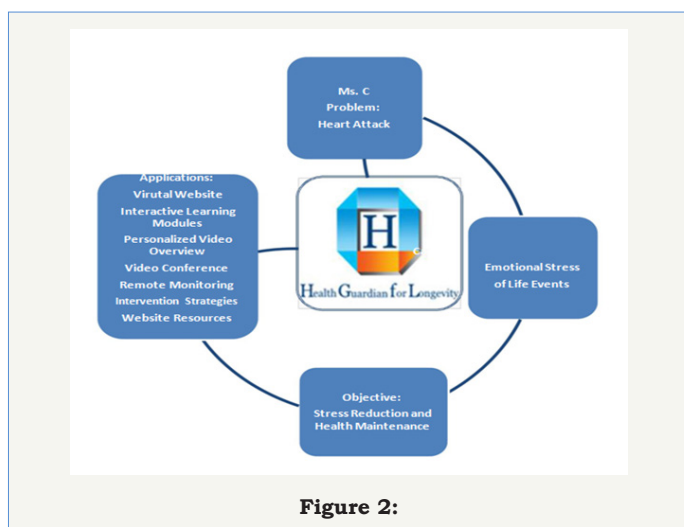 Ms. C
Problem:
Heart Attack
Applications:
Virutal Website
Interactive Learning
Modules
Personalized Video
Overview
Video Conference
Remote Monitoring
Intervention Strategies
Website Resources
H
Health Guardian for Longevity
Emotional Stress
of Life Events
Objective:
Stress Reduction and
Health Maintenance
Figure 2: